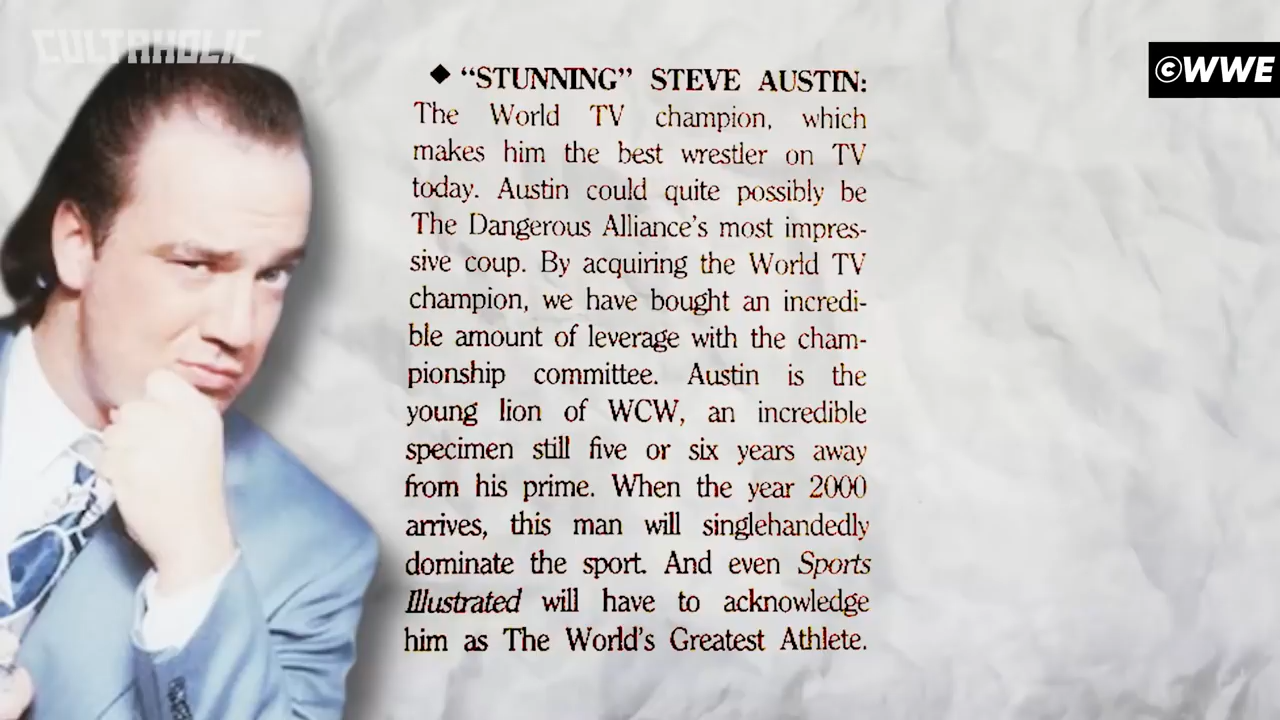 CULTAHOLIC
©WWE
◆ “STUNNING” STEVE AUSTIN:
The World TV champion, which
makes him the best wrestler on TV
today. Austin could quite possibly be
The Dangerous Alliance’s most impres-
sive coup. By acquiring the World TV
champion, we have bought an incredi-
ble amount of leverage with the cham-
pionship committee. Austin is the
young lion of WCW, an incredible
specimen still five or six years away
from his prime. When the year 2000
arrives, this man will singlehandedly
dominate the sport. And even Sports
Illustrated will have to acknowledge
him as The World’s Greatest Athlete.